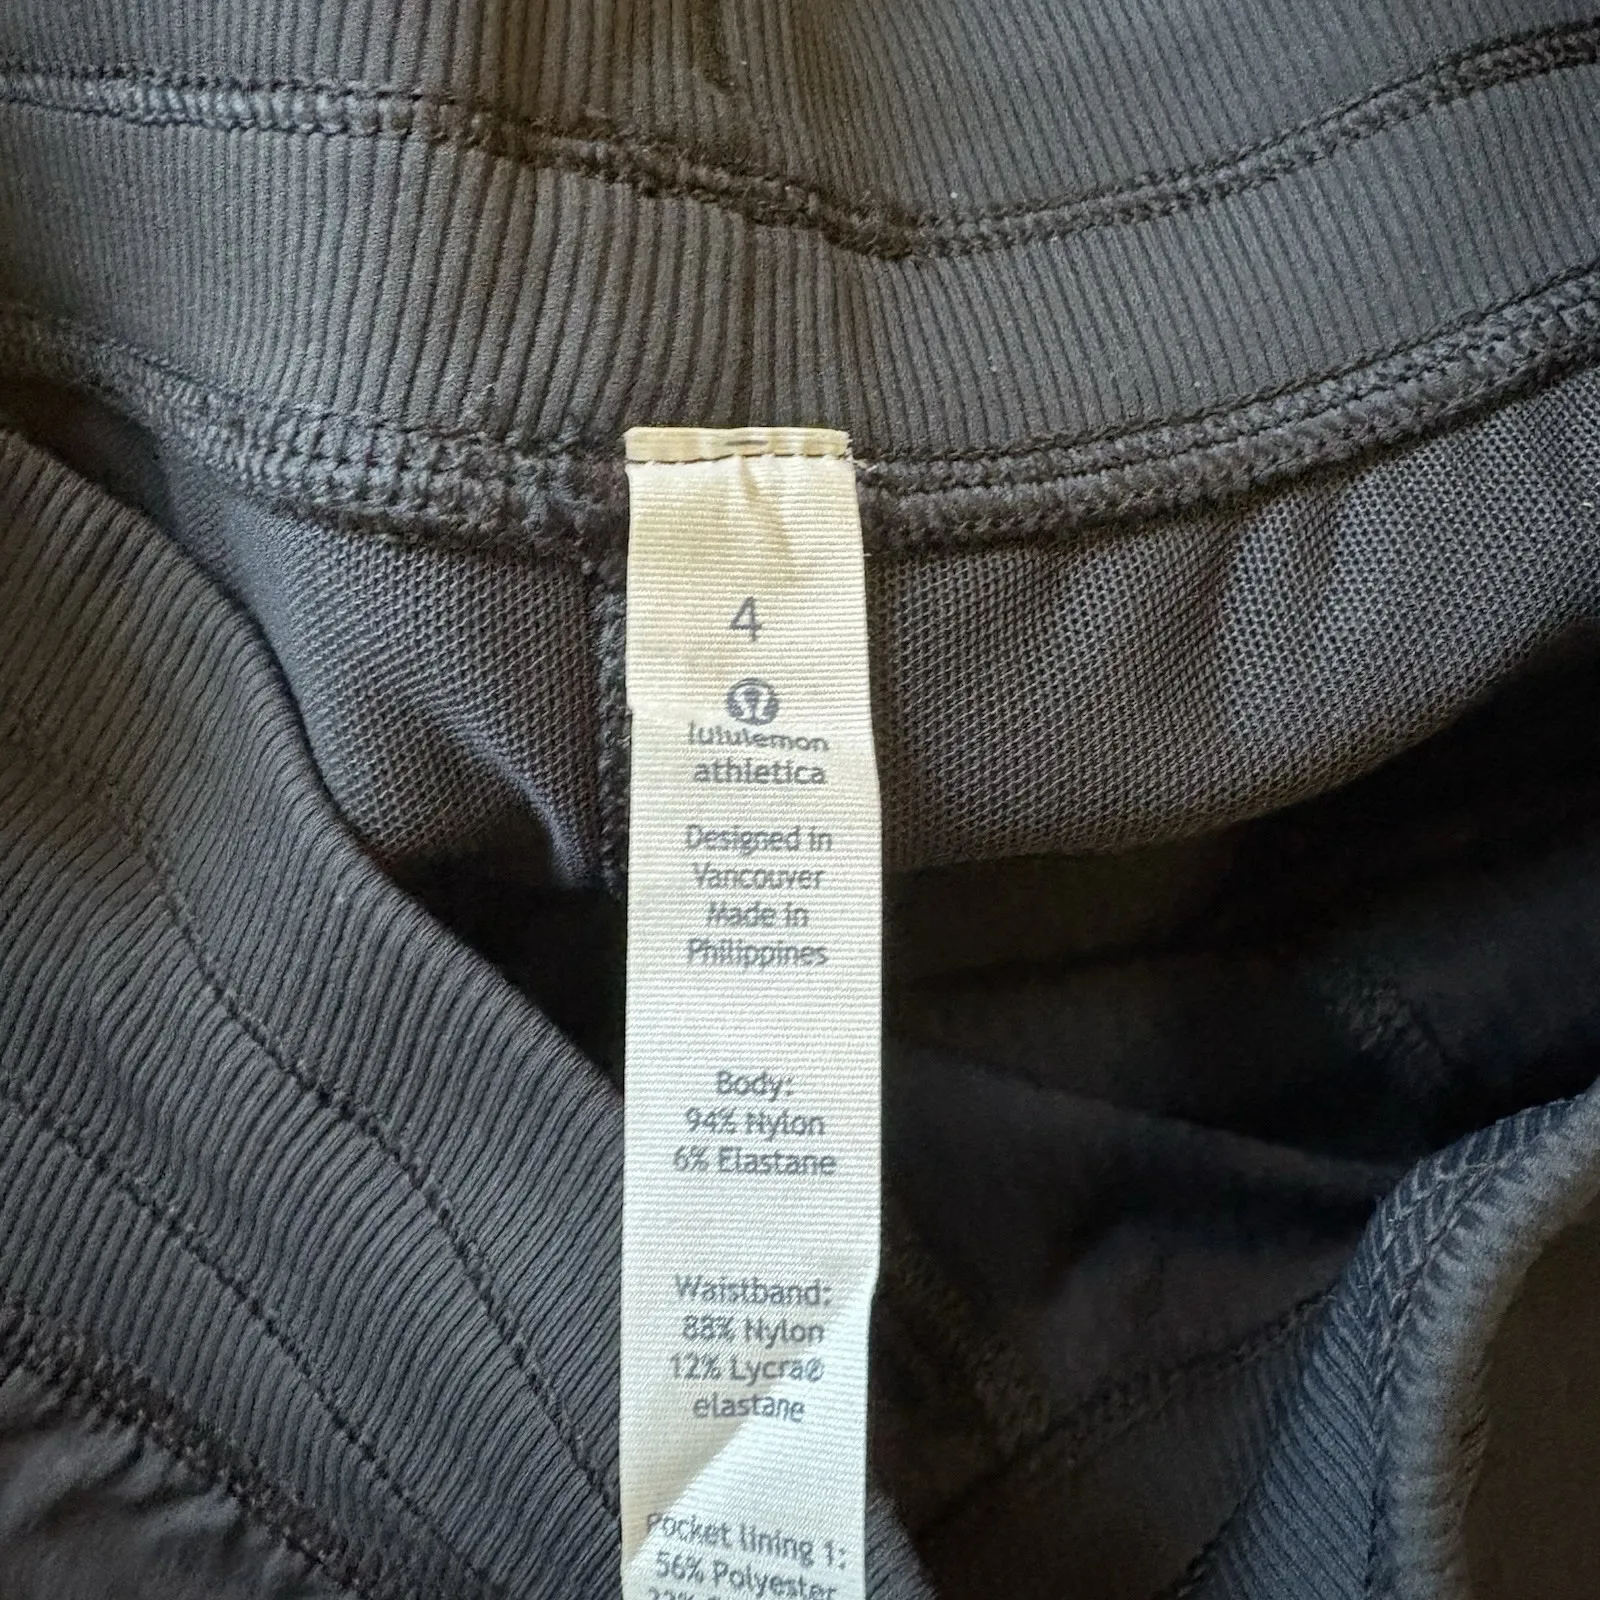 4
lululemon
athletica
Designed in
Vancouver
Made in
Philippines
Body:
94% Nylon
6% Elastane
Waistband:
88% Nylon
12% Lycra®
elastane
Pocket lining 1:
56% Polyester